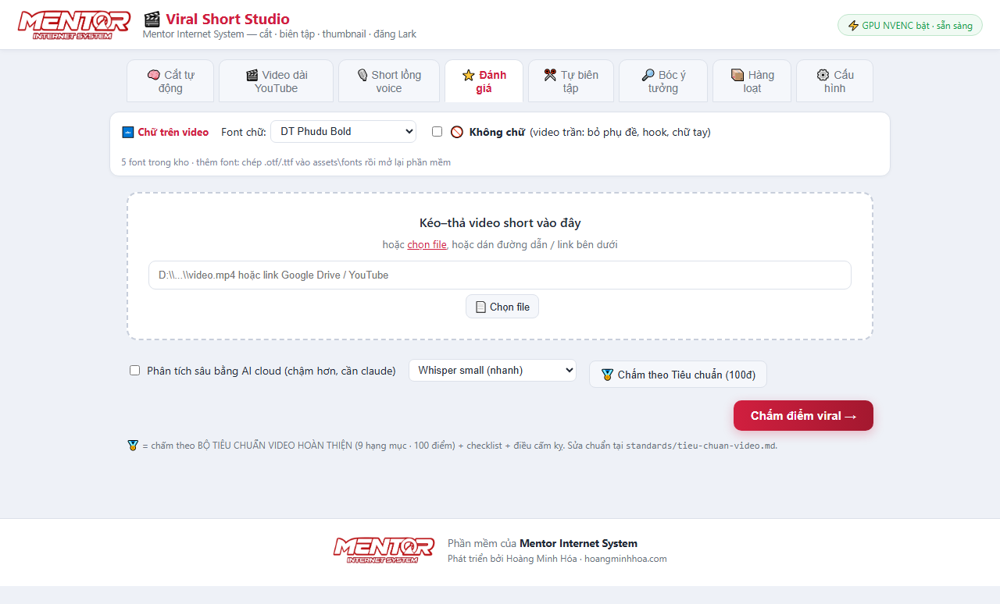 MENTOR
INTERNET SYSTEM
🎬 Viral Short Studio
Mentor Internet System — cắt · biên tập · thumbnail · đăng Lark
⚡ GPU NVENC bật · sẵn sàng
🧠 Cắt tự động
🎬 Video dài YouTube
🎙 Short lồng voice
⭐ Đánh giá
✂ Tự biên tập
🔎 Bóc ý tưởng
📦 Hàng loạt
⚙ Cấu hình
🔤 Chữ trên video Font chữ: DT Phudu Bold 🚫 Không chữ (video trần: bỏ phụ đề, hook, chữ tay)
5 font trong kho · thêm font: chép .otf/.ttf vào assets\fonts rồi mở lại phần mềm
Kéo–thả video short vào đây
hoặc chọn file, hoặc dán đường dẫn / link bên dưới
D:\\...\\video.mp4 hoặc link Google Drive / YouTube
📄 Chọn file
Phân tích sâu bằng AI cloud (chậm hơn, cần claude) Whisper small (nhanh) 🏅 Chấm theo Tiêu chuẩn (100đ)
Chấm điểm viral →
🏅 = chấm theo BỘ TIÊU CHUẨN VIDEO HOÀN THIỆN (9 hạng mục · 100 điểm) + checklist + điều cấm kỵ. Sửa chuẩn tại standards/tieu-chuan-video.md.
MENTOR
INTERNET SYSTEM
Phần mềm của Mentor Internet System
Phát triển bởi Hoàng Minh Hóa · hoangminhhoa.com